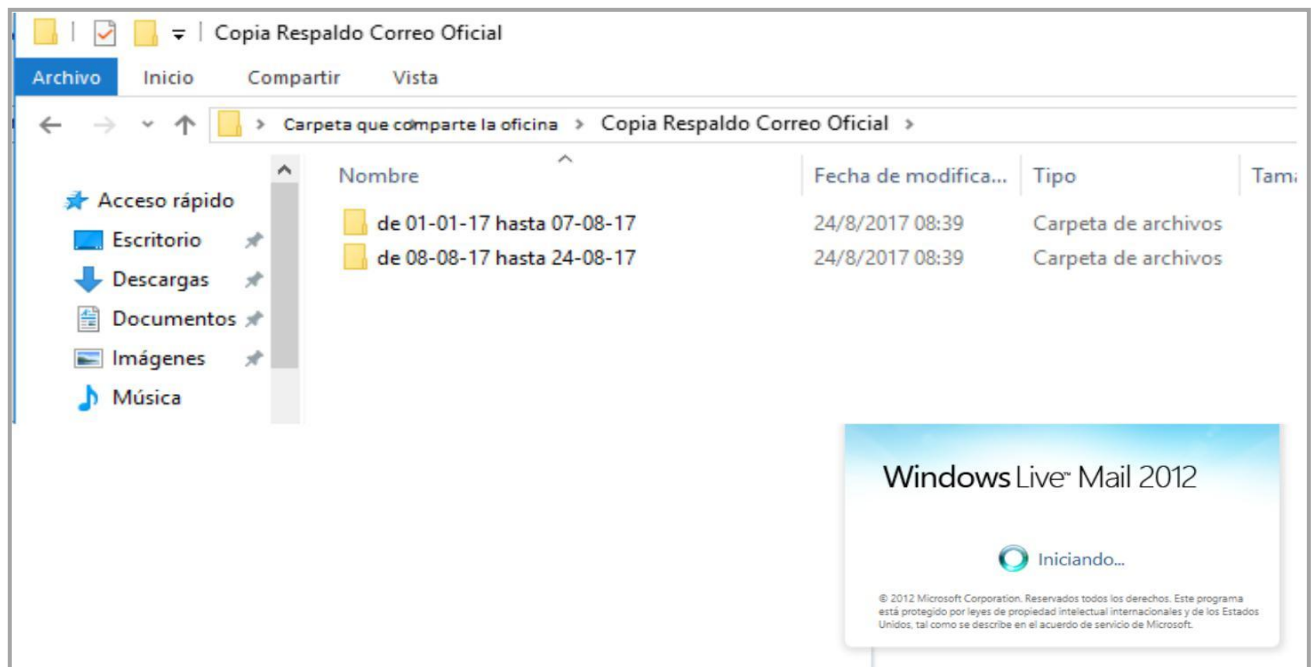 Copia Respaldo Correo Oficial
Archivo Inicio Compartir Vista
Carpeta que comparte la oficina > Copia Respaldo Correo Oficial >
Nombre Fecha de modifica... Tipo Tama
Acceso rápido
de 01-01-17 hasta 07-08-17 24/8/2017 08:39 Carpeta de archivos
Escritorio
de 08-08-17 hasta 24-08-17 24/8/2017 08:39 Carpeta de archivos
Descargas
Documentos
Imágenes
Música
Windows Live™ Mail 2012
Iniciando...
© 2012 Microsoft Corporation. Reservados todos los derechos. Este programa
está protegido por leyes de propiedad intelectual internacionales y de los Estados
Unidos, tal como se describe en el acuerdo de servicio de Microsoft.